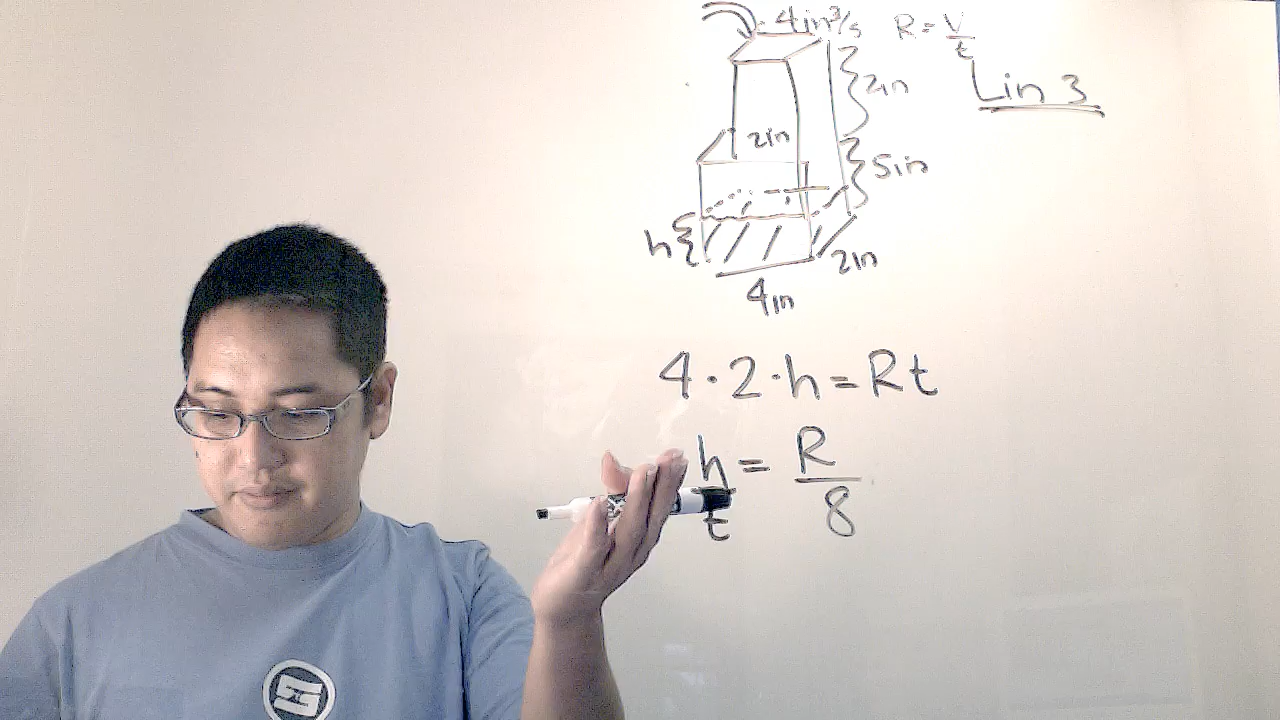 4in³/s R = V/t
2in
Lin 3
2in
5in
h
2in
4in
4·2·h = Rt
h/t = R/8